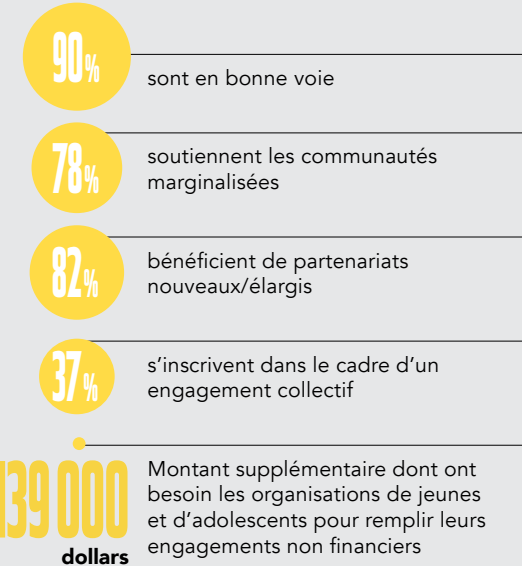 90%
sont en bonne voie
78%
soutiennent les communautés
marginalisées
82%
bénéficient de partenariats
nouveaux/élargis
37%
s’inscrivent dans le cadre d’un
engagement collectif
139 000
dollars
Montant supplémentaire dont ont
besoin les organisations de jeunes
et d’adolescents pour remplir leurs
engagements non financiers